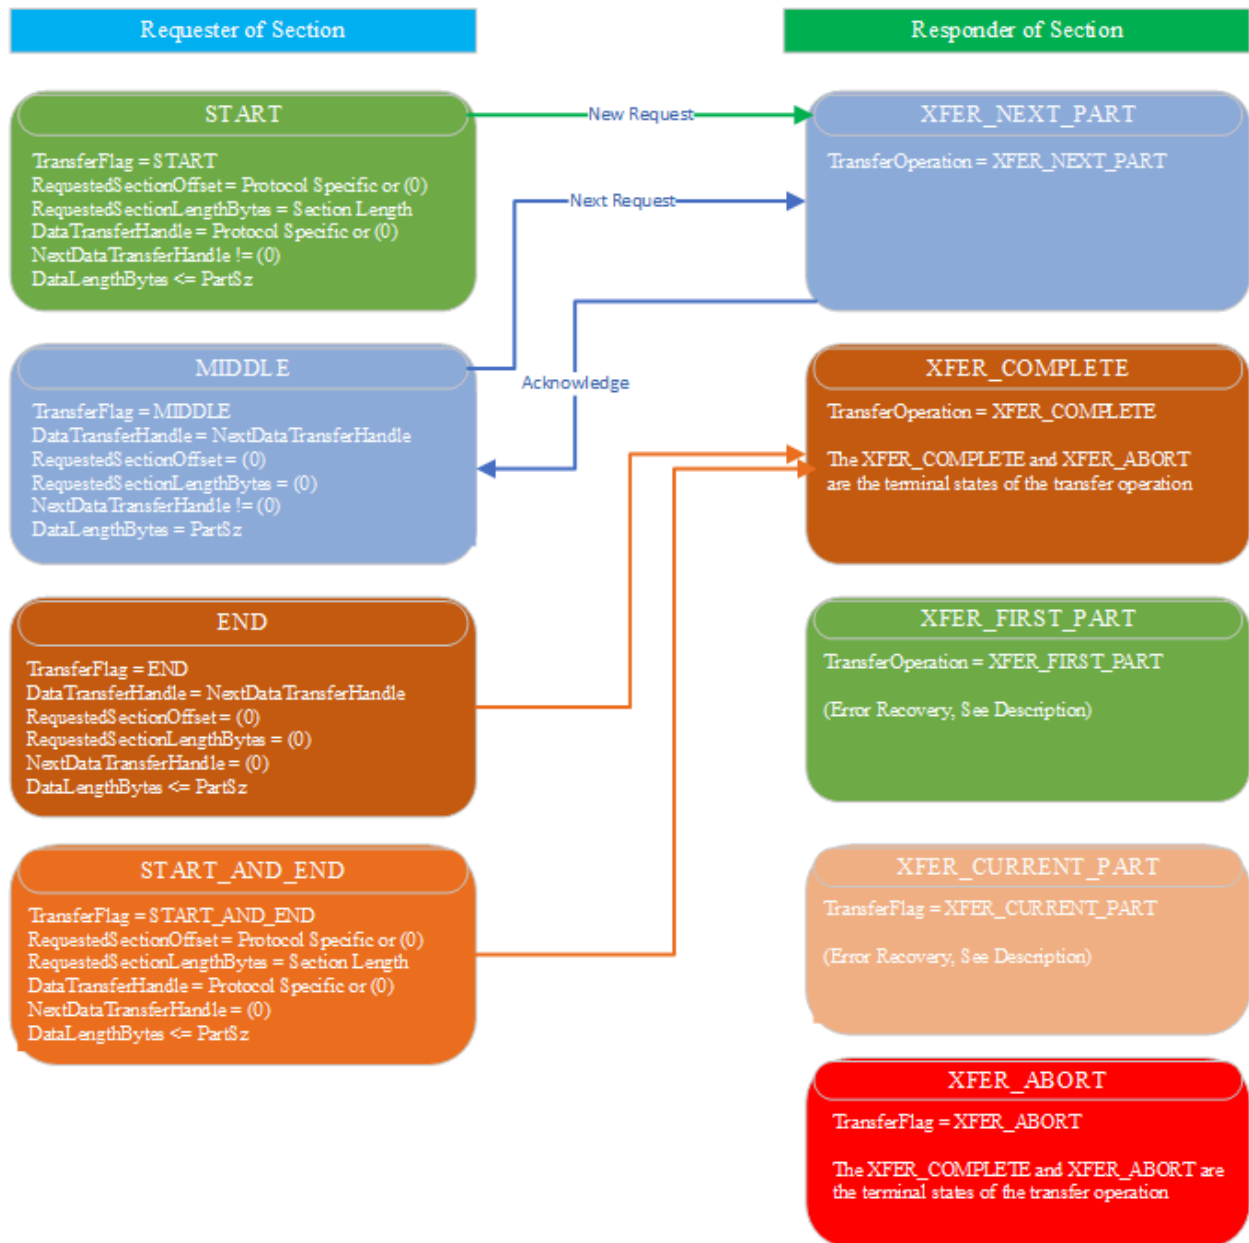 Requester of Section
Responder of Section
START
TransferFlag = START
RequestedSectionOffset = Protocol Specific or (0)
RequestedSectionLengthBytes = Section Length
DataTransferHandle = Protocol Specific or (0)
NextDataTransferHandle != (0)
DataLengthBytes <= PartSz
New Request
XFER_NEXT_PART
TransferOperation = XFER_NEXT_PART
Next Request
MIDDLE
TransferFlag = MIDDLE
DataTransferHandle = NextDataTransferHandle
RequestedSectionOffset = (0)
RequestedSectionLengthBytes = (0)
NextDataTransferHandle != (0)
DataLengthBytes = PartSz
Acknowledge
XFER_COMPLETE
TransferOperation = XFER_COMPLETE
The XFER_COMPLETE and XFER_ABORT
are the terminal states of the transfer operation
END
TransferFlag = END
DataTransferHandle = NextDataTransferHandle
RequestedSectionOffset = (0)
RequestedSectionLengthBytes = (0)
NextDataTransferHandle = (0)
DataLengthBytes <= PartSz
XFER_FIRST_PART
TransferOperation = XFER_FIRST_PART
(Error Recovery, See Description)
START_AND_END
TransferFlag = START_AND_END
RequestedSectionOffset = Protocol Specific or (0)
RequestedSectionLengthBytes = Section Length
DataTransferHandle = Protocol Specific or (0)
NextDataTransferHandle = (0)
DataLengthBytes <= PartSz
XFER_CURRENT_PART
TransferFlag = XFER_CURRENT_PART
(Error Recovery, See Description)
XFER_ABORT
TransferFlag = XFER_ABORT
The XFER_COMPLETE and XFER_ABORT are
the terminal states of the transfer operation